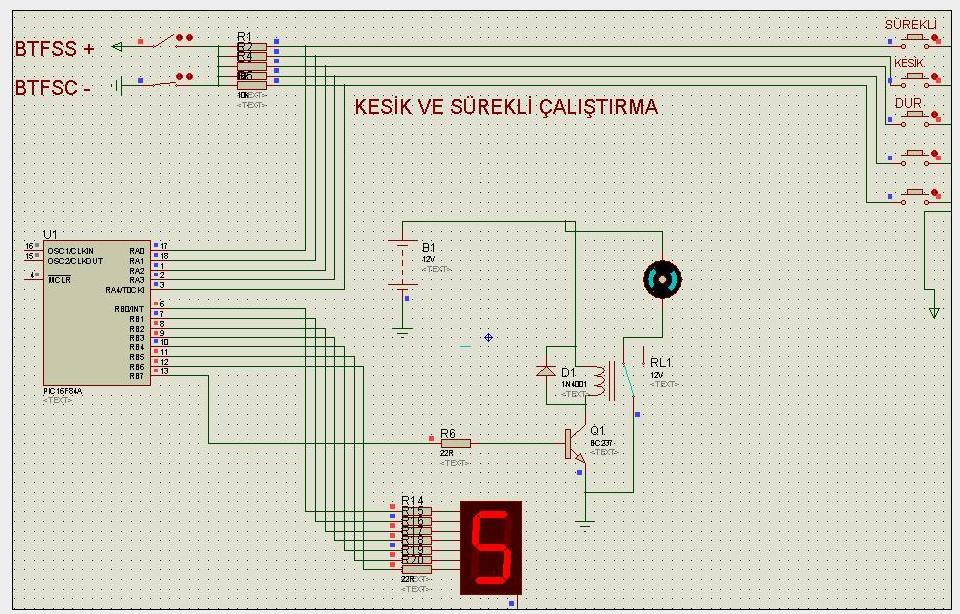 SÜREKLİ
BTFSS +
R1
R2
R4
KESİK
BTFSC -
10K
<TEXT>
DUR
KESİK VE SÜREKLİ ÇALIŞTIRMA
U1
16 OSC1/CLKIN RA0 17
15 OSC2/CLKOUT RA1 18
RA2 1
4 MCLR RA3 2
RA4/T0CKI 3
RB0/INT 6
RB1 7
RB2 8
RB3 9
RB4 10
RB5 11
RB6 12
RB7 13
PIC16F84A
<TEXT>
B1
12V
<TEXT>
D1
1N4001
<TEXT>
RL1
12V
<TEXT>
R6
22R
<TEXT>
Q1
BC237
<TEXT>
R14
R15
R16
R17
R18
R19
R20
22R
<TEXT>
5